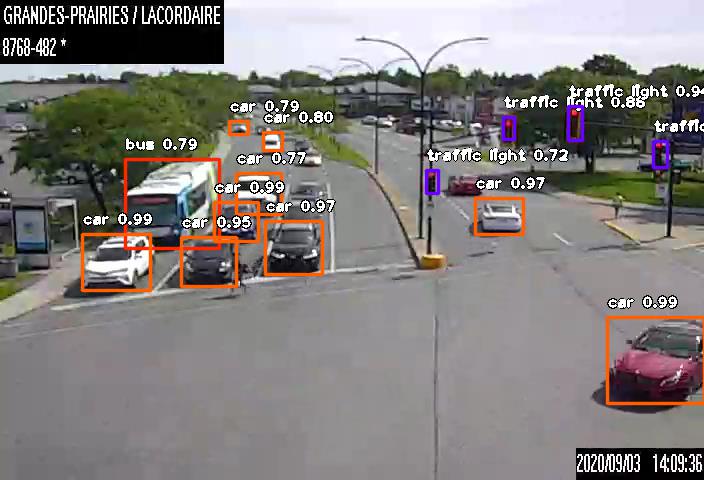 GRANDES-PRAIRIES / LACORDAIRE
8768-482 *
car 0.79
car 0.80
traffic light 0.94
traffic light 0.86
traffic
bus 0.79
car 0.77
traffic light 0.72
car 0.99
car 0.97
car 0.97
car 0.99
car 0.95
car 0.99
2020/09/03 14:09:36